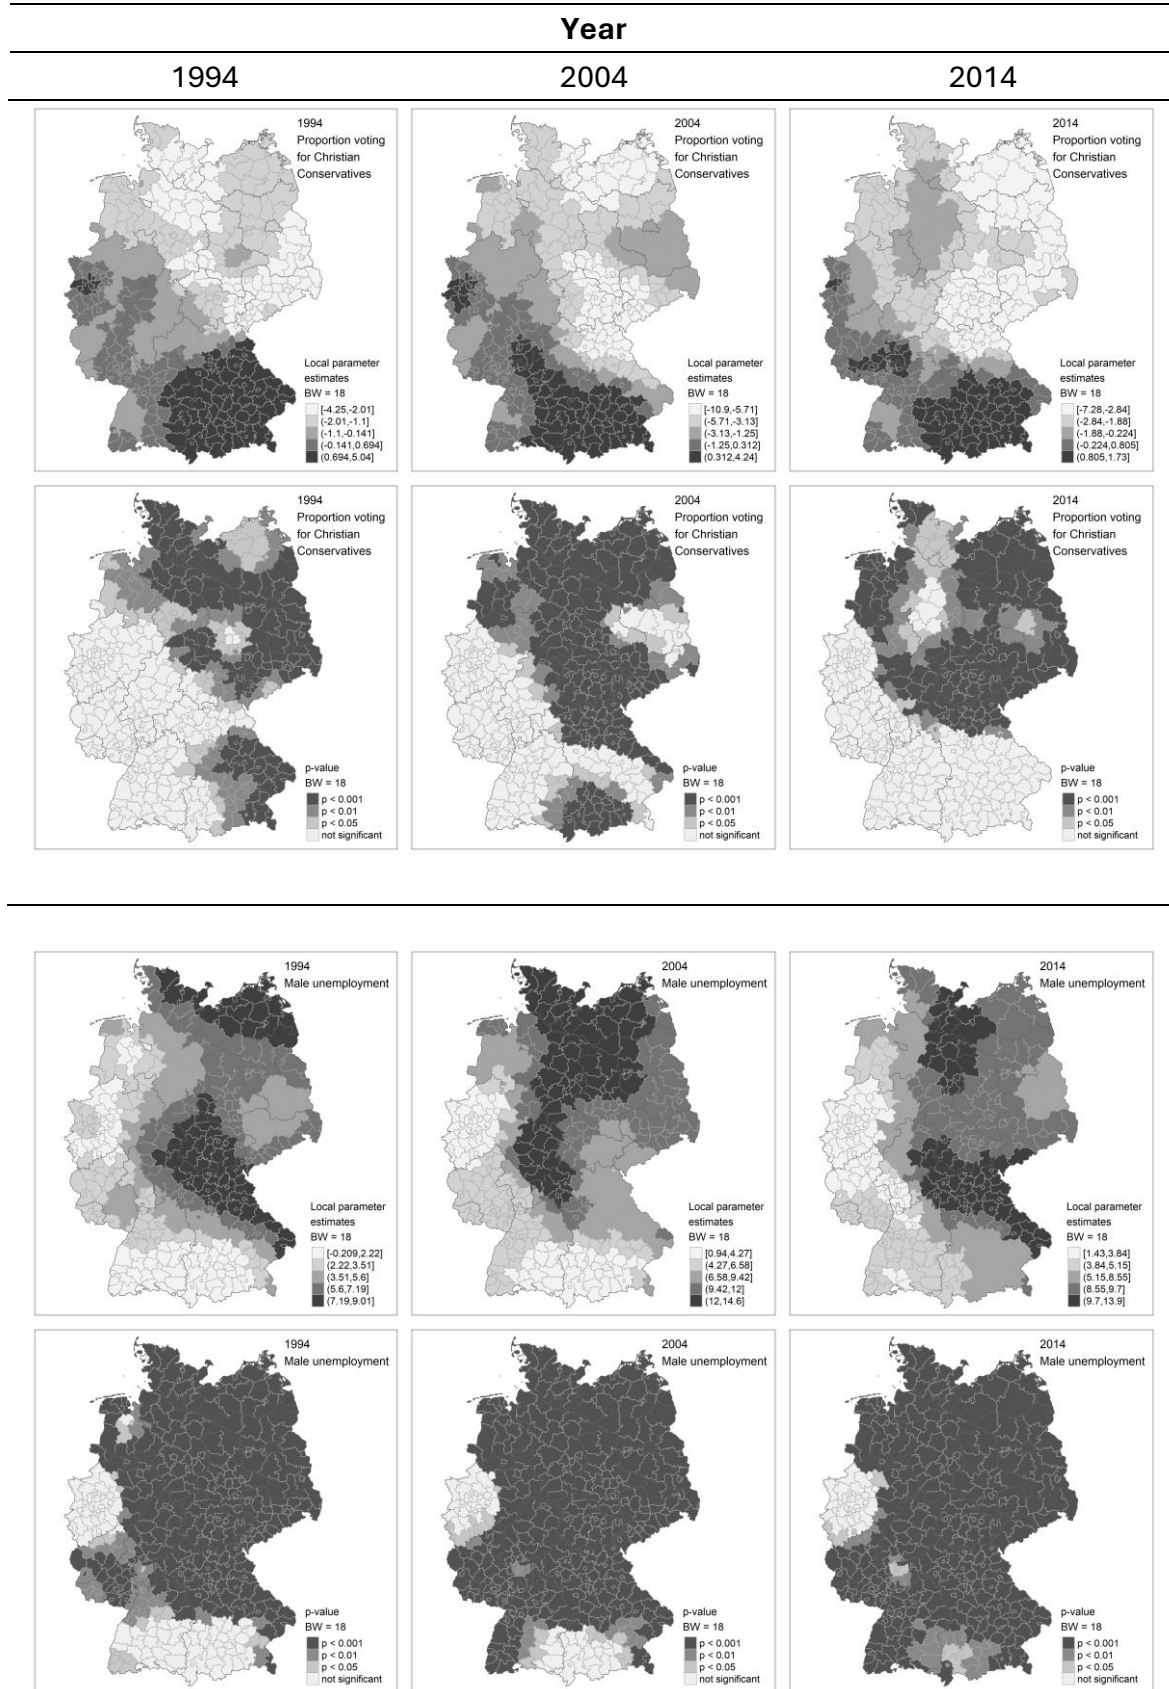 Year
1994
2004
2014
1994
Proportion voting
for Christian
Conservatives
Local parameter
estimates
BW = 18
[-4.25,-2.01]
(-2.01,-1.1]
(-1.1,-0.141]
(-0.141,0.694]
(0.694,5.04]
2004
Proportion voting
for Christian
Conservatives
Local parameter
estimates
BW = 18
[-10.9,-5.71]
(-5.71,-3.13]
(-3.13,-1.25]
(-1.25,0.312]
(0.312,4.24]
2014
Proportion voting
for Christian
Conservatives
Local parameter
estimates
BW = 18
[-7.28,-2.84]
(-2.84,-1.88]
(-1.88,-0.224]
(-0.224,0.805]
(0.805,1.73]
1994
Proportion voting
for Christian
Conservatives
p-value
BW = 18
p < 0.001
p < 0.01
p < 0.05
not significant
2004
Proportion voting
for Christian
Conservatives
p-value
BW = 18
p < 0.001
p < 0.01
p < 0.05
not significant
2014
Proportion voting
for Christian
Conservatives
p-value
BW = 18
p < 0.001
p < 0.01
p < 0.05
not significant
1994
Male unemployment
Local parameter
estimates
BW = 18
[-0.209,2.22]
(2.22,3.51]
(3.51,5.6]
(5.6,7.19]
(7.19,9.01]
2004
Male unemployment
Local parameter
estimates
BW = 18
[0.94,4.27]
(4.27,6.58]
(6.58,9.42]
(9.42,12]
(12,14.6]
2014
Male unemployment
Local parameter
estimates
BW = 18
[1.43,3.84]
(3.84,5.15]
(5.15,8.55]
(8.55,9.7]
(9.7,13.9]
1994
Male unemployment
p-value
BW = 18
p < 0.001
p < 0.01
p < 0.05
not significant
2004
Male unemployment
p-value
BW = 18
p < 0.001
p < 0.01
p < 0.05
not significant
2014
Male unemployment
p-value
BW = 18
p < 0.001
p < 0.01
p < 0.05
not significant